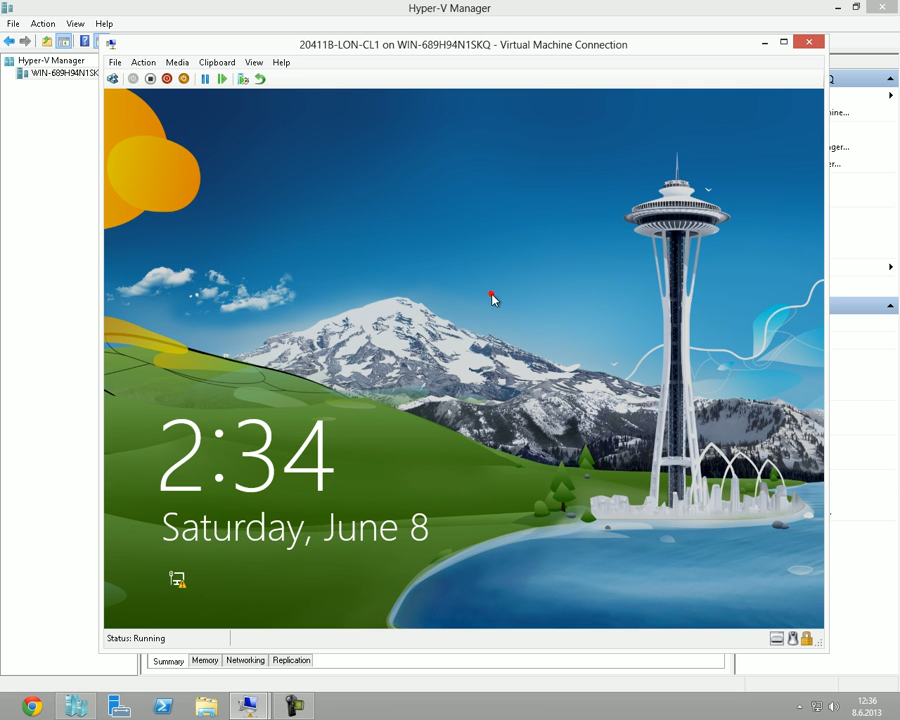 Hyper-V Manager
File Action View Help
Hyper-V Manager
WIN-689H94N1SK
20411B-LON-CL1 on WIN-689H94N1SKQ - Virtual Machine Connection
File Action Media Clipboard View Help
Q
ine...
ger...
r...
2:34
Saturday, June 8
Status: Running
Summary Memory Networking Replication
12:36
8.6.2013